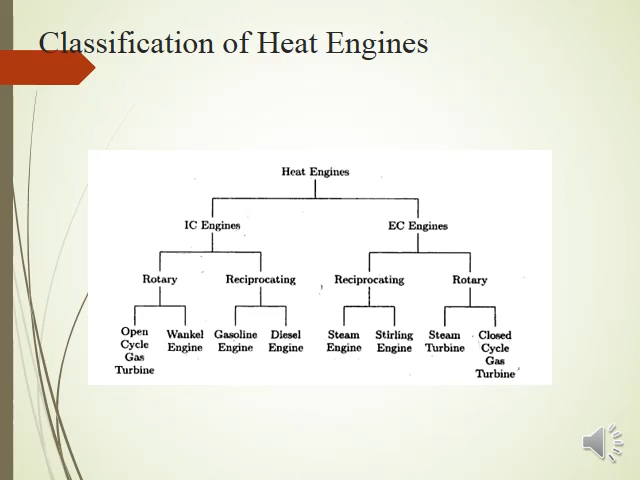 Classification of Heat Engines
Heat Engines
IC Engines
EC Engines
Rotary
Reciprocating
Reciprocating
Rotary
Open
Cycle
Gas
Turbine
Wankel
Engine
Gasoline
Engine
Diesel
Engine
Steam
Engine
Stirling
Engine
Steam
Turbine
Closed
Cycle
Gas
Turbine